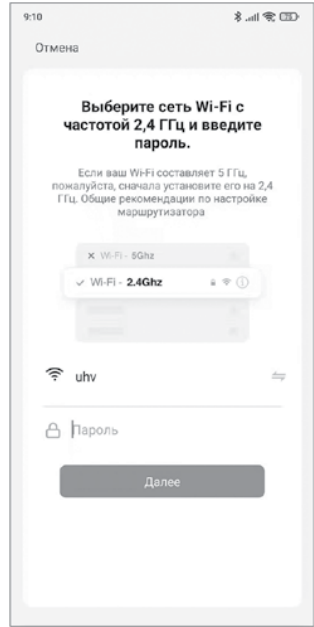 9:10
Отмена
Выберите сеть Wi-Fi с
частотой 2,4 ГГц и введите
пароль.
Если ваш Wi-Fi составляет 5 ГГц,
пожалуйста, сначала установите его на 2,4
ГГц. Общие рекомендации по настройке
маршрутизатора
Wi-Fi - 5Ghz
Wi-Fi - 2.4Ghz
uhv
Пароль
Далее